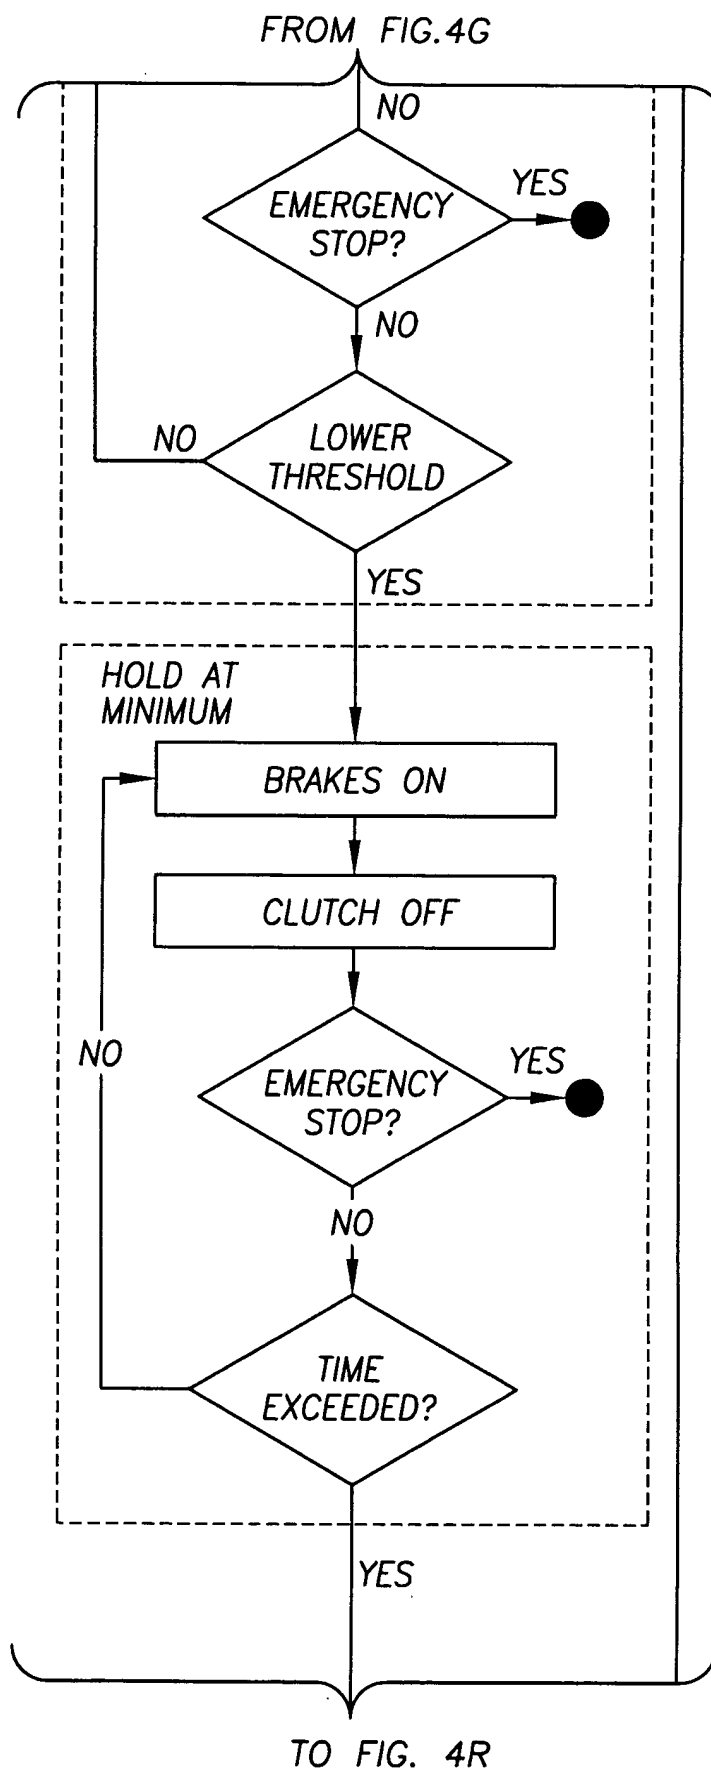 FROM FIG.4G
NO
EMERGENCY
STOP?
YES
NO
LOWER
THRESHOLD
NO
YES
HOLD AT
MINIMUM
BRAKES ON
CLUTCH OFF
EMERGENCY
STOP?
YES
NO
NO
TIME
EXCEEDED?
YES
TO FIG. 4R